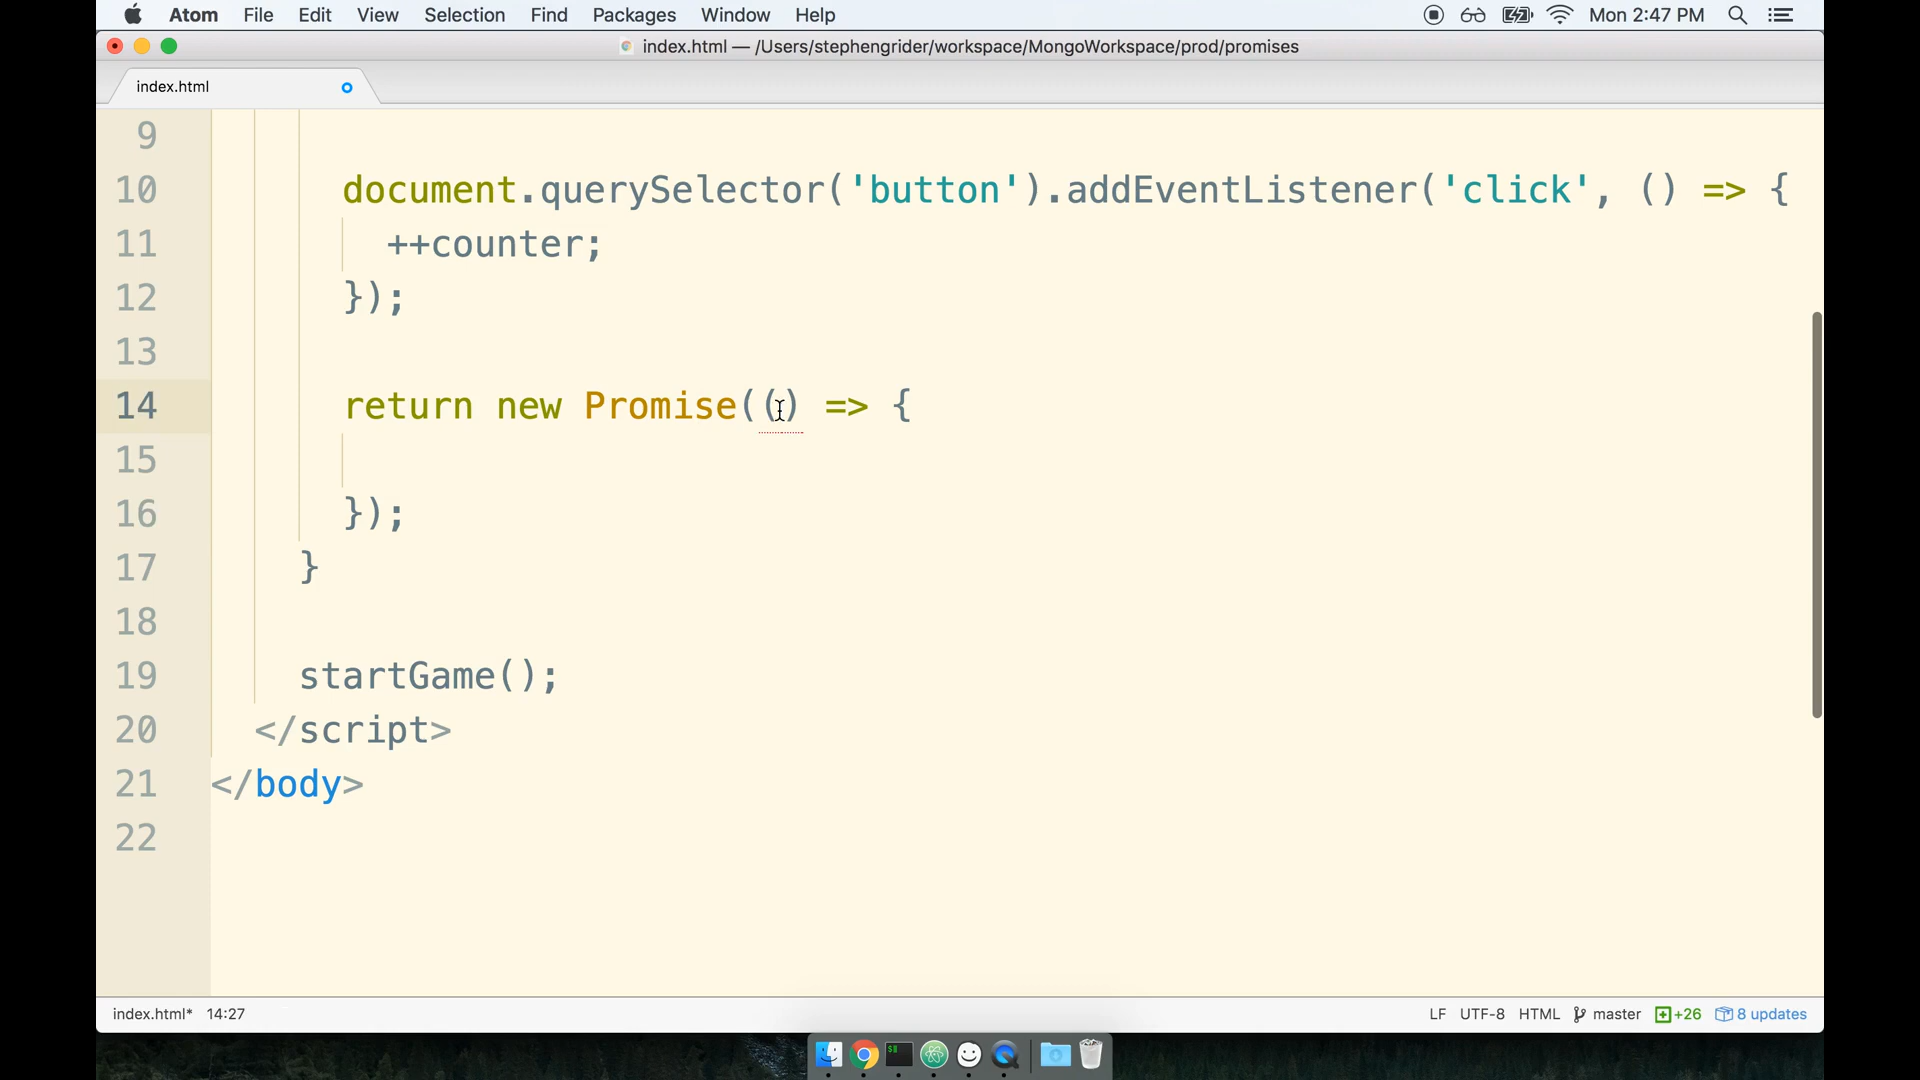 Atom File Edit View Selection Find Packages Window Help Mon 2:47 PM
index.html — /Users/stephengrider/workspace/MongoWorkspace/prod/promises
index.html
9
10 document.querySelector('button').addEventListener('click', () => {
11 ++counter;
12 });
13
14 return new Promise(() => {
15
16 });
17 }
18
19 startGame();
20 </script>
21 </body>
22
index.html* 14:27 LF UTF-8 HTML master +26 8 updates